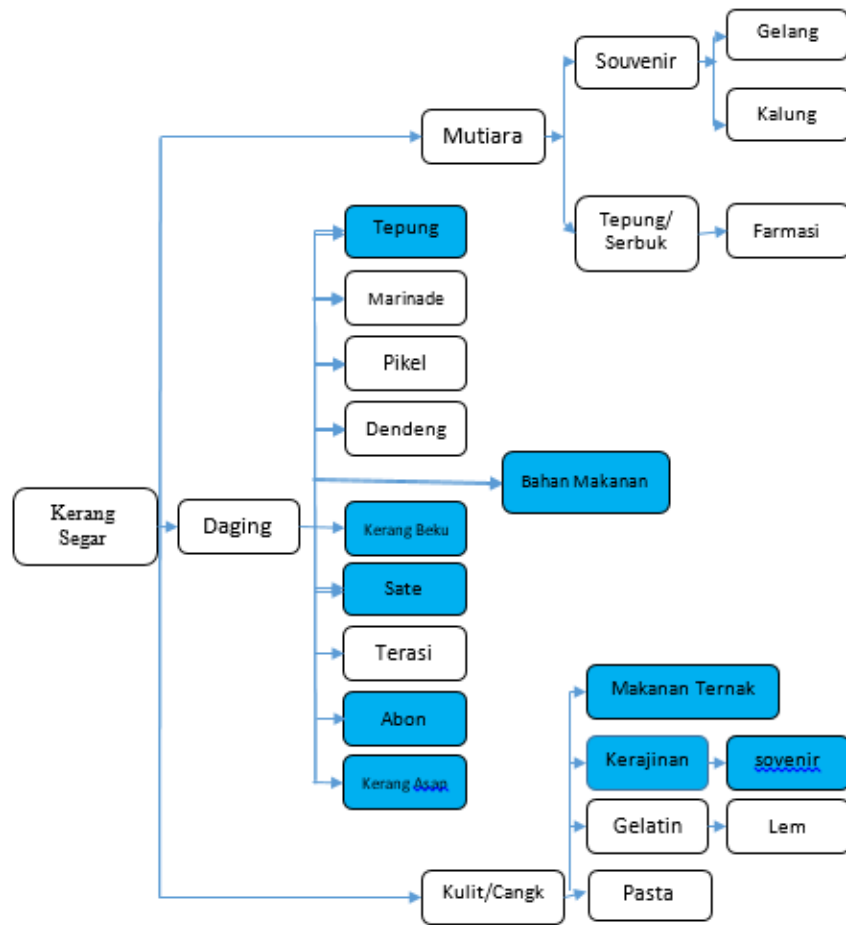 Gelang
Souvenir
Kalung
Mutiara
Tepung/
Serbuk
Farmasi
Tepung
Marinade
Pikel
Dendeng
Bahan Makanan
Kerang
Segar
Daging
Kerang Beku
Sate
Terasi
Abon
Kerang Asap
Makanan Ternak
Kerajinan
sovenir
Gelatin
Lem
Kulit/Cangk
Pasta